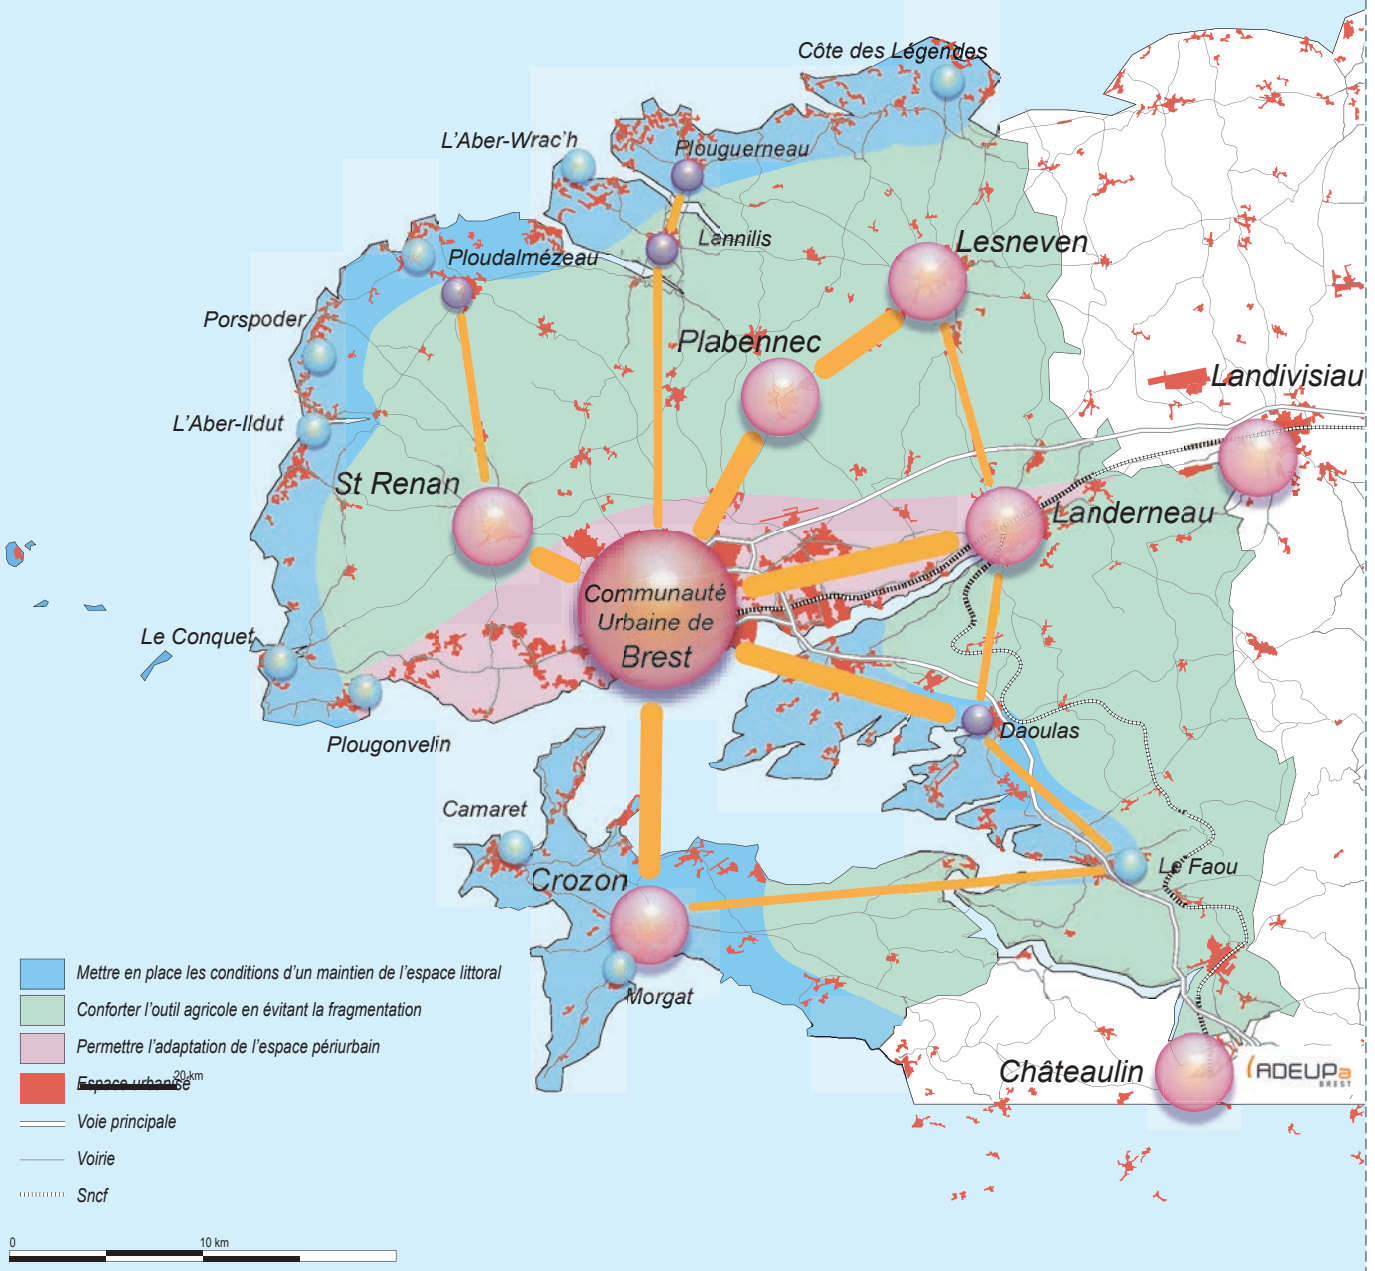 Côte des Légendes
L'Aber-Wrac'h
Plouguerneau
Lannilis
Lesneven
Ploudalmézeau
Porspoder
Plabennec
Landivisiau
L'Aber-Ildut
St Renan
Landerneau
Communauté
Urbaine de
Brest
Le Conquet
Plougonvelin
Daoulas
Camaret
Crozon
Le Faou
Morgat
Châteaulin
ADEUPa
BREST
Mettre en place les conditions d'un maintien de l'espace littoral
Conforter l'outil agricole en évitant la fragmentation
Permettre l'adaptation de l'espace périurbain
Espace urbanisé
20 km
Voie principale
Voirie
Sncf
0
10 km